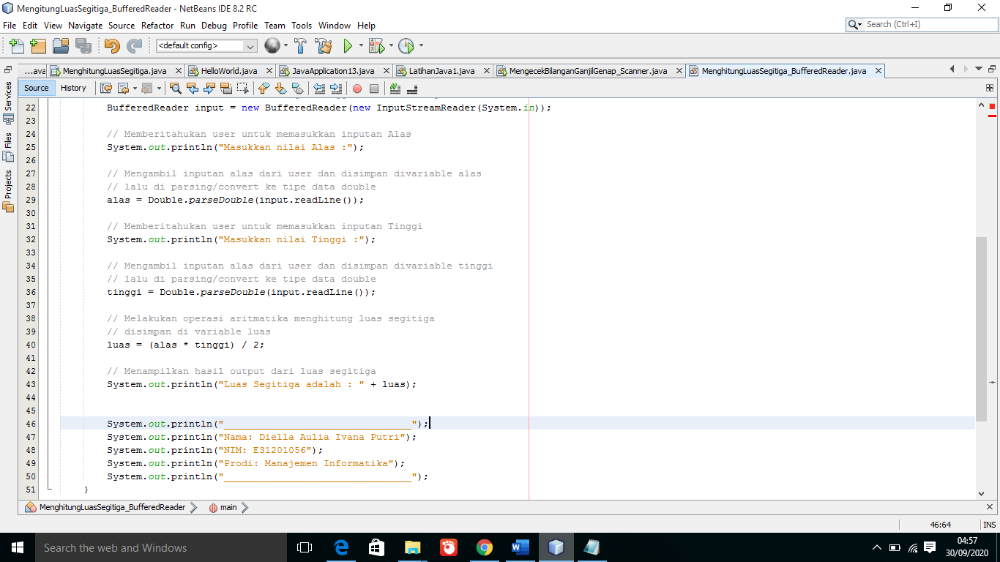 MengitungLuasSegitiga_BufferedReader - NetBeans IDE 8.2 RC
File Edit View Navigate Source Refactor Run Debug Profile Team Tools Window Help
Search (Ctrl+I)
<default config>
...ava MenghitungLuasSegitiga.java HelloWorld.java JavaApplication13.java LatihanJava1.java MengecekBilanganGanjilGenap_Scanner.java MenghitungLuasSegitiga_BufferedReader.java
Source History
Services
Files
Projects
22 BufferedReader input = new BufferedReader(new InputStreamReader(System.in));
23
24 // Memberitahukan user untuk memasukkan inputan Alas
25 System.out.println("Masukkan nilai Alas :");
26
27 // Mengambil inputan alas dari user dan disimpan divariable alas
28 // lalu di parsing/convert ke tipe data double
29 alas = Double.parseDouble(input.readLine());
30
31 // Memberitahukan user untuk memasukkan inputan Tinggi
32 System.out.println("Masukkan nilai Tinggi :");
33
34 // Mengambil inputan alas dari user dan disimpan divariable tinggi
35 // lalu di parsing/convert ke tipe data double
36 tinggi = Double.parseDouble(input.readLine());
37
38 // Melakukan operasi aritmatika menghitung luas segitiga
39 // disimpan di variable luas
40 luas = (alas * tinggi) / 2;
41
42 // Menampilkan hasil output dari luas segitiga
43 System.out.println("Luas Segitiga adalah : " + luas);
44
45
46 System.out.println("________________________________");
47 System.out.println("Nama: Diella Aulia Ivana Putri");
48 System.out.println("NIM: E31201056");
49 System.out.println("Prodi: Manajemen Informatika");
50 System.out.println("________________________________");
51 }
MenghitungLuasSegitiga_BufferedReader main
46:64 INS
Search the web and Windows
04:57
30/09/2020